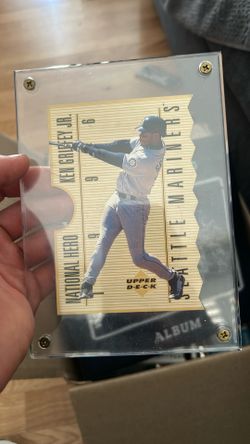 NATIONAL HERO
KEN GRIFFEY JR.
1996
SEATTLE MARINERS
UPPER
DECK
ALBUM